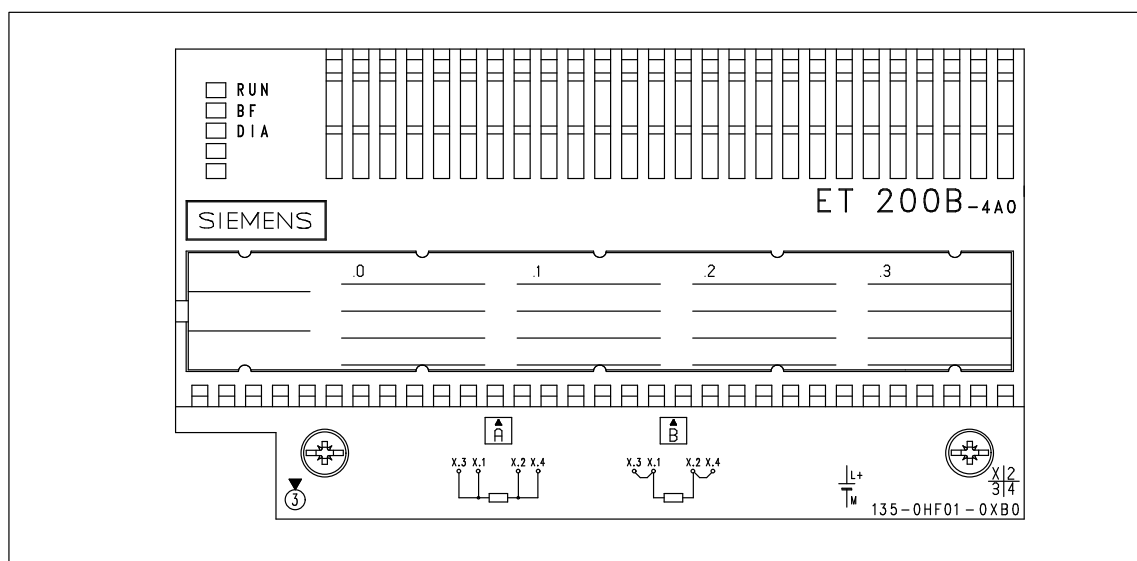 RUN
BF
DIA
ET 200B-4A0
SIEMENS
.0 .1 .2 .3
A B
X.3 X.1 X.2 X.4 X.3 X.1 X.2 X.4
L+
M
X 2
3 4
3
135-0HF01-0XB0